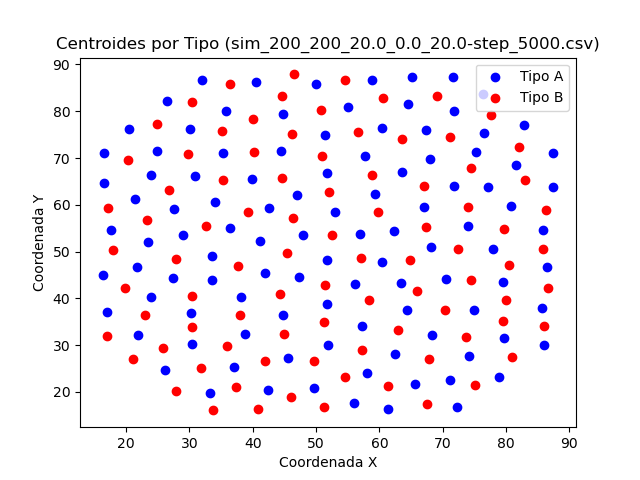 Centroides por Tipo (sim_200_200_20.0_0.0_20.0-step_5000.csv)
Tipo A
Tipo B
90
80
70
60
50
40
30
20
Coordenada Y
20 30 40 50 60 70 80 90
Coordenada X